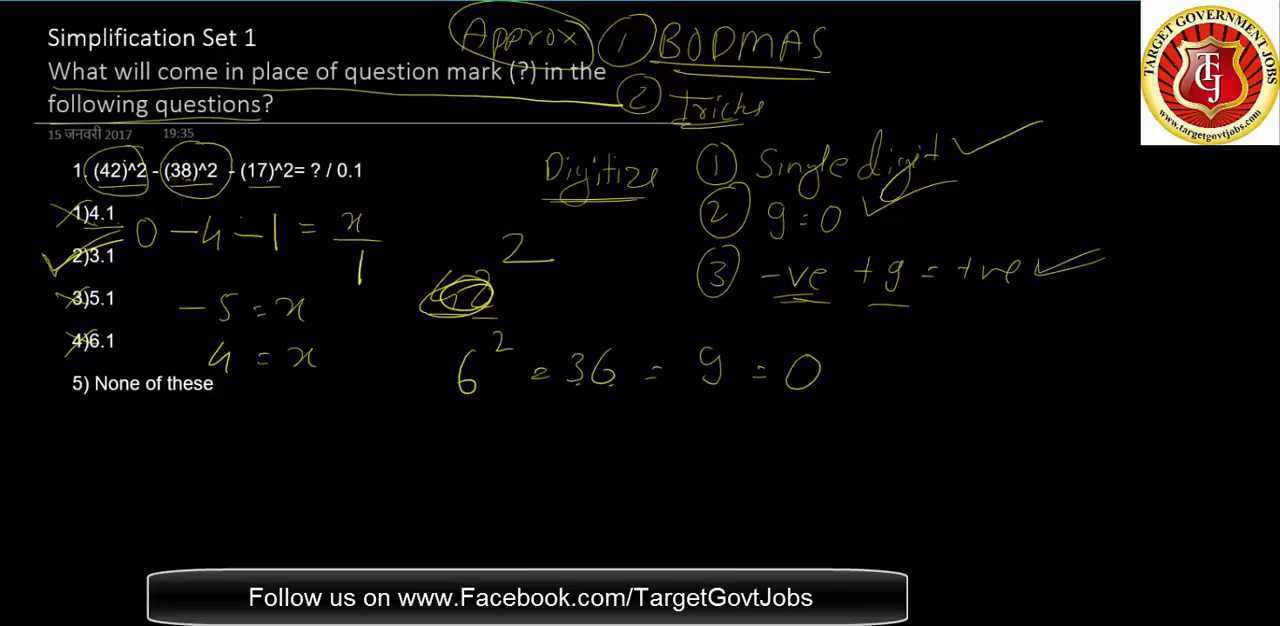 Simplification Set 1
Approx ① BODMAS
What will come in place of question mark (?) in the
following questions?
② Tricks
15 जनवरी 2017 19:35
1. (42)^2 - (38)^2 - (17)^2= ? / 0.1
Digitize ① Single digit
② 9 = 0
③ -ve + 9 = +ve
1)4.1
0 - 4 - 1 = x/1
2
2)3.1
3)5.1
-5 = x
4)6.1
4 = x
6² = 36 = 9 = 0
5) None of these
TARGET GOVERNMENT JOBS
TGJ
www.targetgovtjobs.com
Follow us on www.Facebook.com/TargetGovtJobs